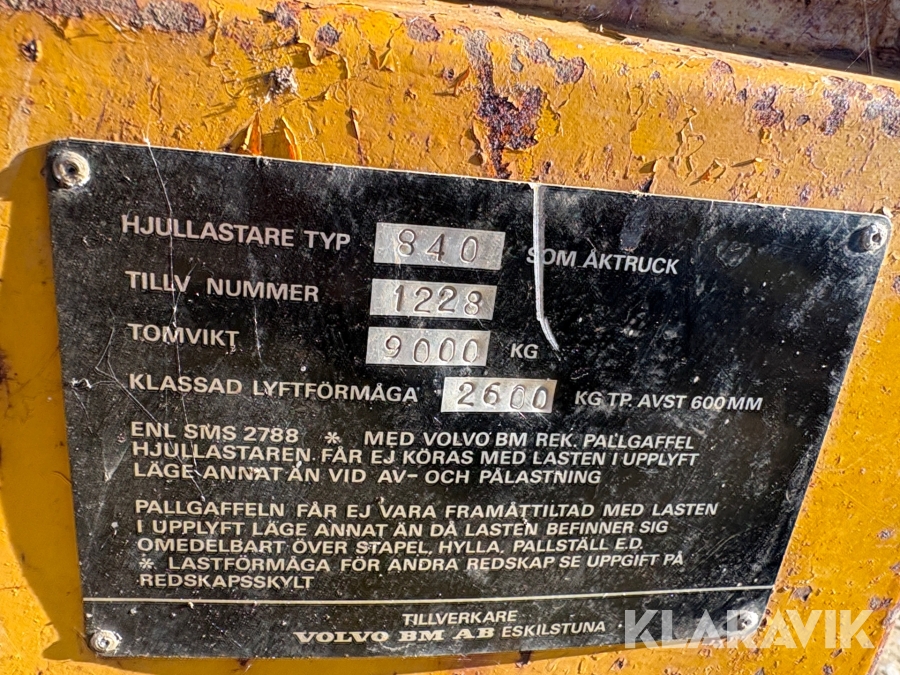 HJULLASTARE TYP 840 SOM ÅKTRUCK
TILLV NUMMER 1228
TOMVIKT 9000 KG
KLASSAD LYFTFÖRMÅGA 2600 KG TP. AVST 600MM
ENL SMS 2788 * MED VOLVO BM REK. PALLGAFFEL
HJULLASTAREN FÅR EJ KÖRAS MED LASTEN I UPPLYFT
LÄGE ANNAT ÄN VID AV- OCH PÅLASTNING
PALLGAFFELN FÅR EJ VARA FRAMÅTTILTAD MED LASTEN
I UPPLYFT LÄGE ANNAT ÄN DÅ LASTEN BEFINNER SIG
OMEDELBART ÖVER STAPEL, HYLLA, PALLSTÄLL E.D.
* LASTFÖRMÅGA FÖR ANDRA REDSKAP SE UPPGIFT PÅ
REDSKAPSSKYLT
TILLVERKARE
VOLVO BM AB ESKILSTUNA
KLARAVIK